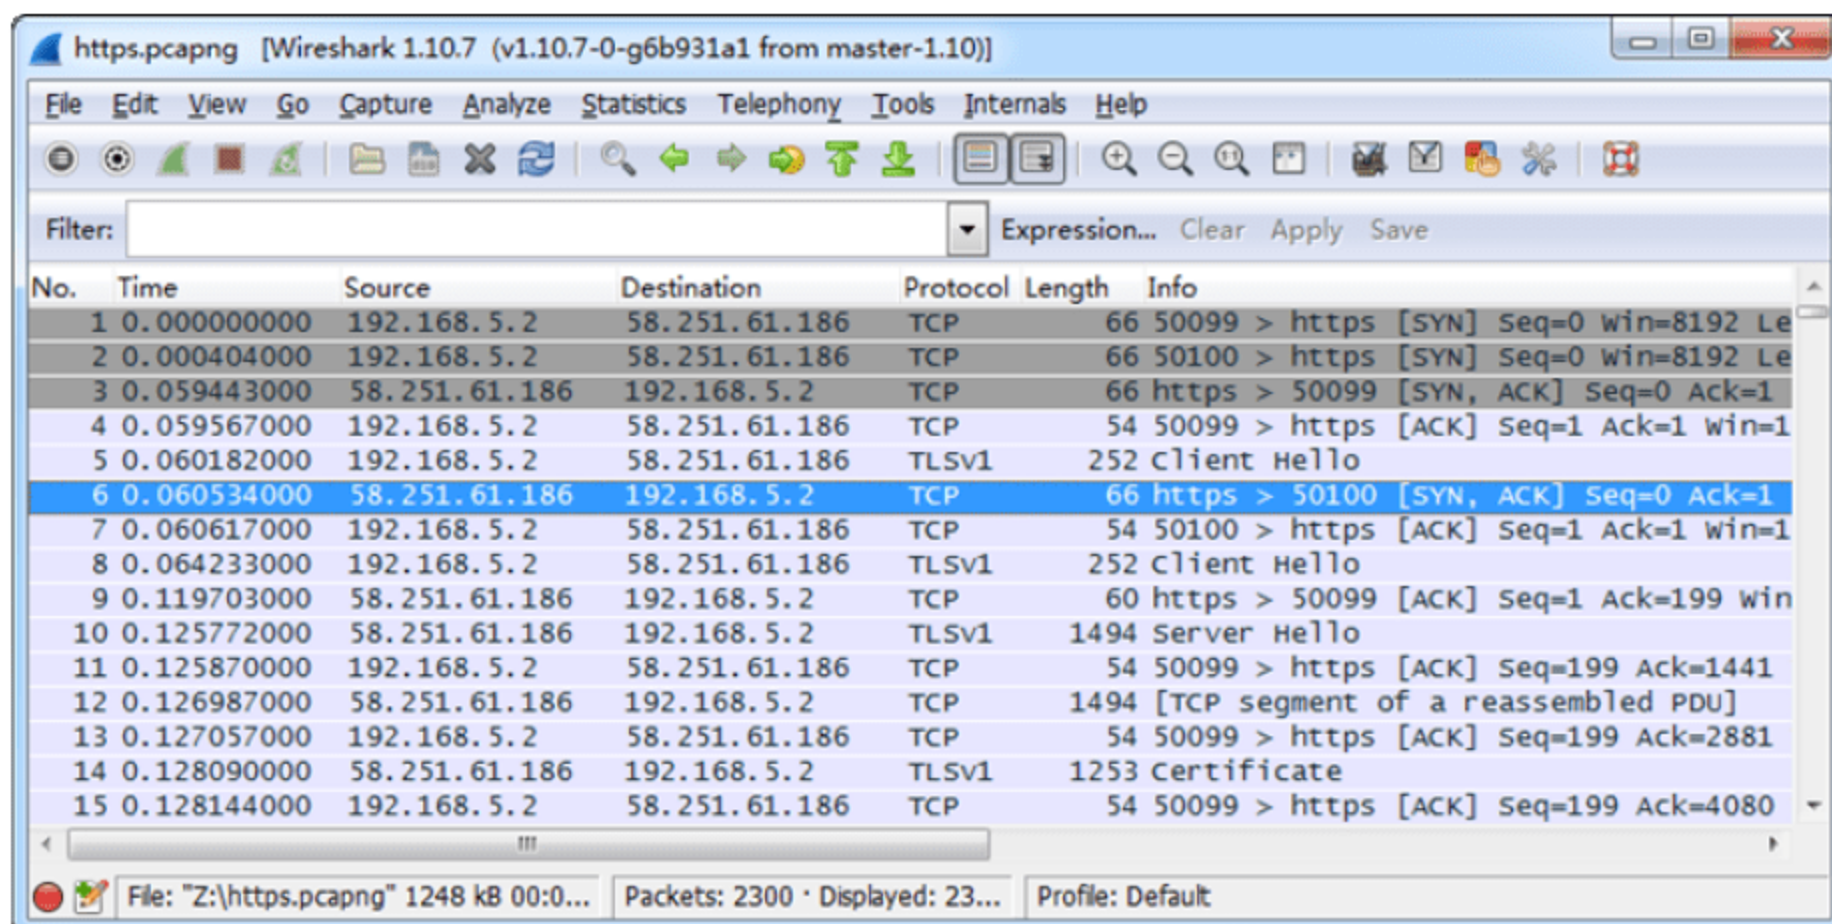 https.pcapng [Wireshark 1.10.7 (v1.10.7-0-g6b931a1 from master-1.10)]
File Edit View Go Capture Analyze Statistics Telephony Tools Internals Help
Filter: Expression... Clear Apply Save
No. Time Source Destination Protocol Length Info
1 0.000000000 192.168.5.2 58.251.61.186 TCP 66 50099 > https [SYN] Seq=0 Win=8192 Le
2 0.000404000 192.168.5.2 58.251.61.186 TCP 66 50100 > https [SYN] Seq=0 Win=8192 Le
3 0.059443000 58.251.61.186 192.168.5.2 TCP 66 https > 50099 [SYN, ACK] Seq=0 Ack=1
4 0.059567000 192.168.5.2 58.251.61.186 TCP 54 50099 > https [ACK] Seq=1 Ack=1 Win=1
5 0.060182000 192.168.5.2 58.251.61.186 TLSv1 252 Client Hello
6 0.060534000 58.251.61.186 192.168.5.2 TCP 66 https > 50100 [SYN, ACK] Seq=0 Ack=1
7 0.060617000 192.168.5.2 58.251.61.186 TCP 54 50100 > https [ACK] Seq=1 Ack=1 Win=1
8 0.064233000 192.168.5.2 58.251.61.186 TLSv1 252 Client Hello
9 0.119703000 58.251.61.186 192.168.5.2 TCP 60 https > 50099 [ACK] Seq=1 Ack=199 Win
10 0.125772000 58.251.61.186 192.168.5.2 TLSv1 1494 Server Hello
11 0.125870000 192.168.5.2 58.251.61.186 TCP 54 50099 > https [ACK] Seq=199 Ack=1441
12 0.126987000 58.251.61.186 192.168.5.2 TCP 1494 [TCP segment of a reassembled PDU]
13 0.127057000 192.168.5.2 58.251.61.186 TCP 54 50099 > https [ACK] Seq=199 Ack=2881
14 0.128090000 58.251.61.186 192.168.5.2 TLSv1 1253 Certificate
15 0.128144000 192.168.5.2 58.251.61.186 TCP 54 50099 > https [ACK] Seq=199 Ack=4080
File: "Z:\https.pcapng" 1248 kB 00:0... Packets: 2300 · Displayed: 23... Profile: Default